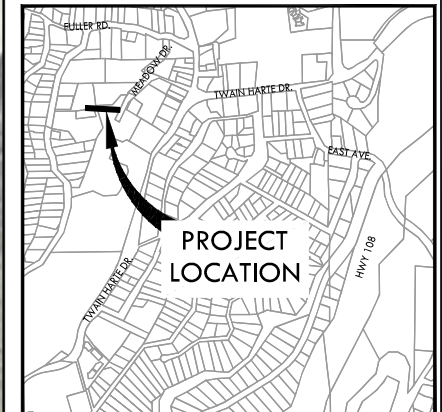 FULLER RD.
MEADOW DR.
TWAIN HARTE DR.
EAST AVE.
PROJECT
LOCATION
HWY 108
TWAIN HARTE DR.